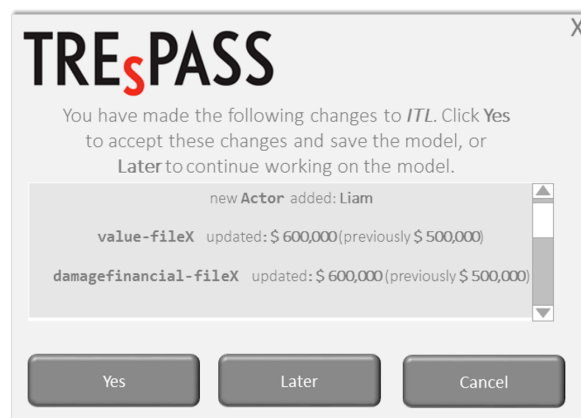 X
TREsPASS
You have made the following changes to ITL. Click Yes
to accept these changes and save the model, or
Later to continue working on the model.
new Actor added: Liam
value-fileX updated: $ 600,000 (previously $ 500,000)
damagefinancial-fileX updated: $ 600,000 (previously $ 500,000)
Yes Later Cancel